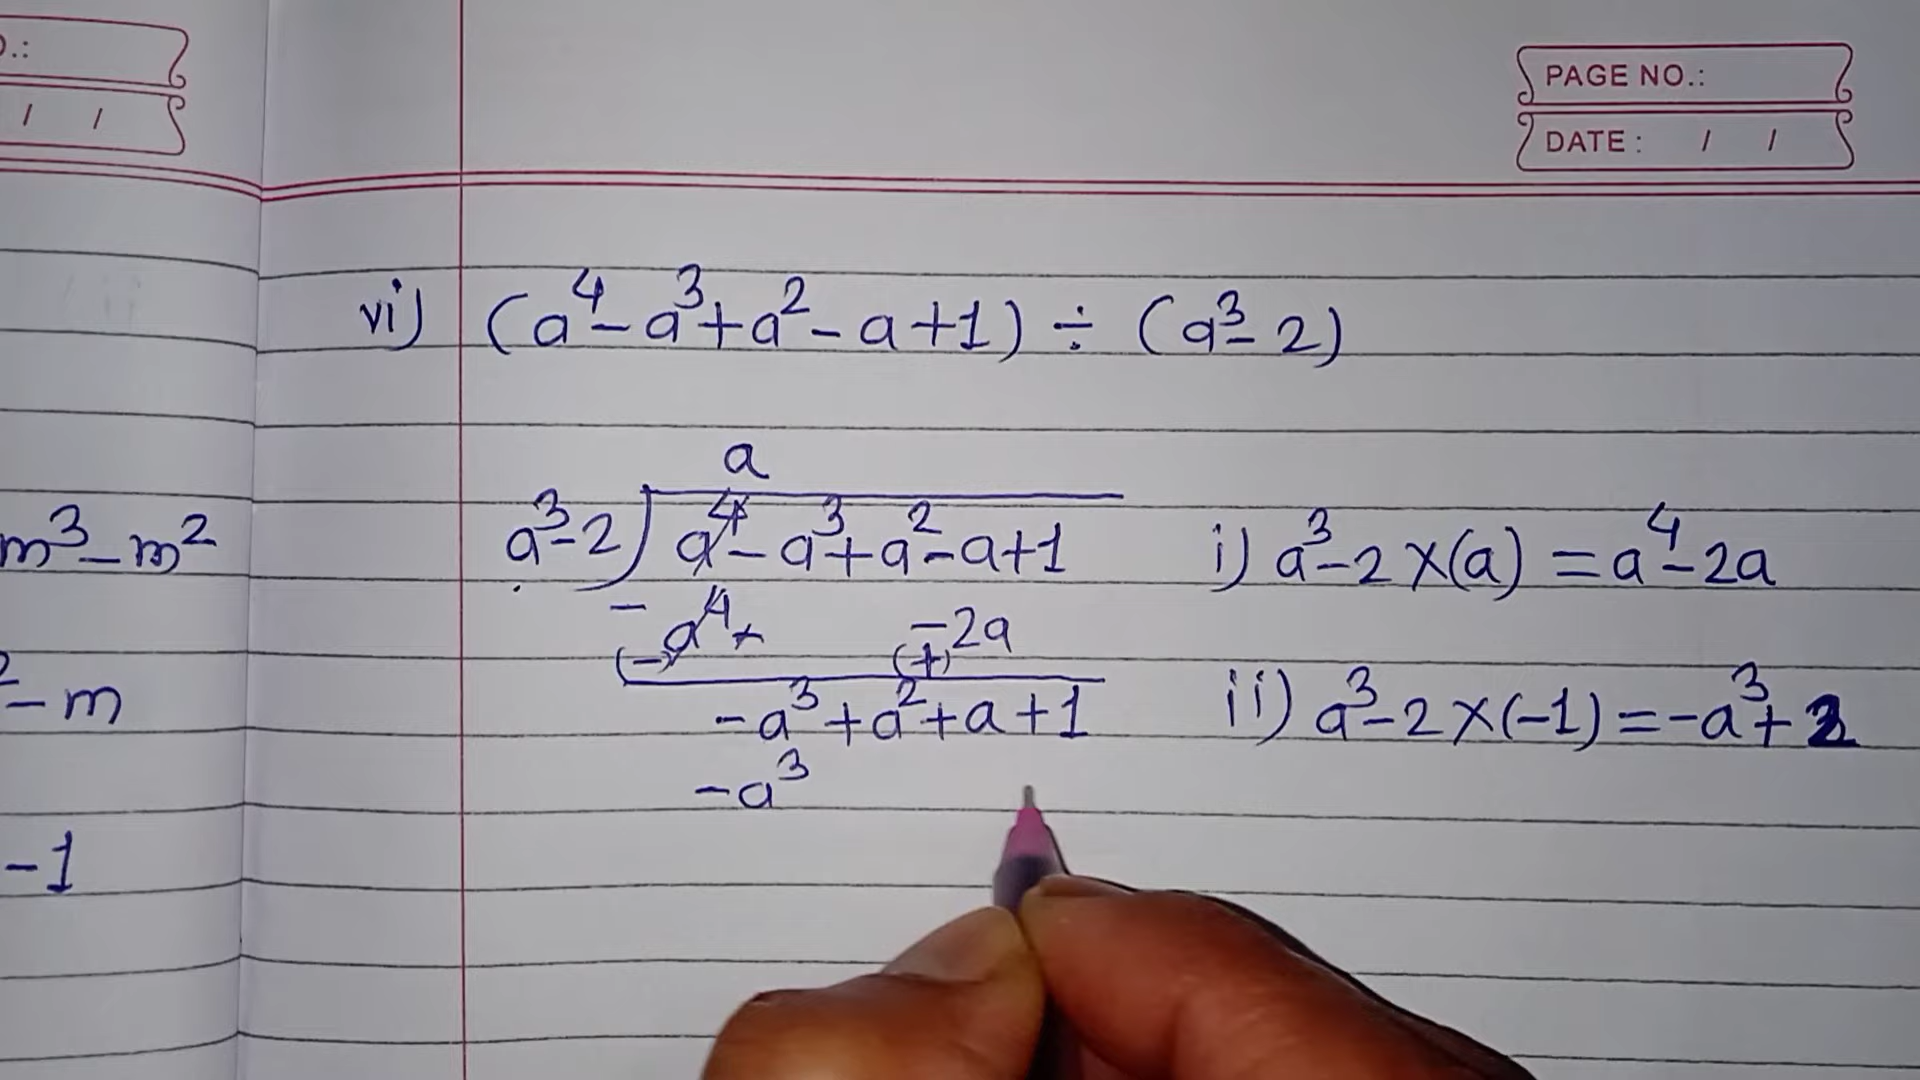 .:
/ /
PAGE NO.:
DATE : / /
vi) (a⁴-a³+a²-a+1) ÷ (a³-2)
a
a³-2) a⁴-a³+a²-a+1
i) a³-2×(a) = a⁴-2a
m³-m²
- a⁴ -2a
(-) (+)
-a³+a²+a+1
ii) a³-2×(-1) = -a³+2
²-m
-a³
-1